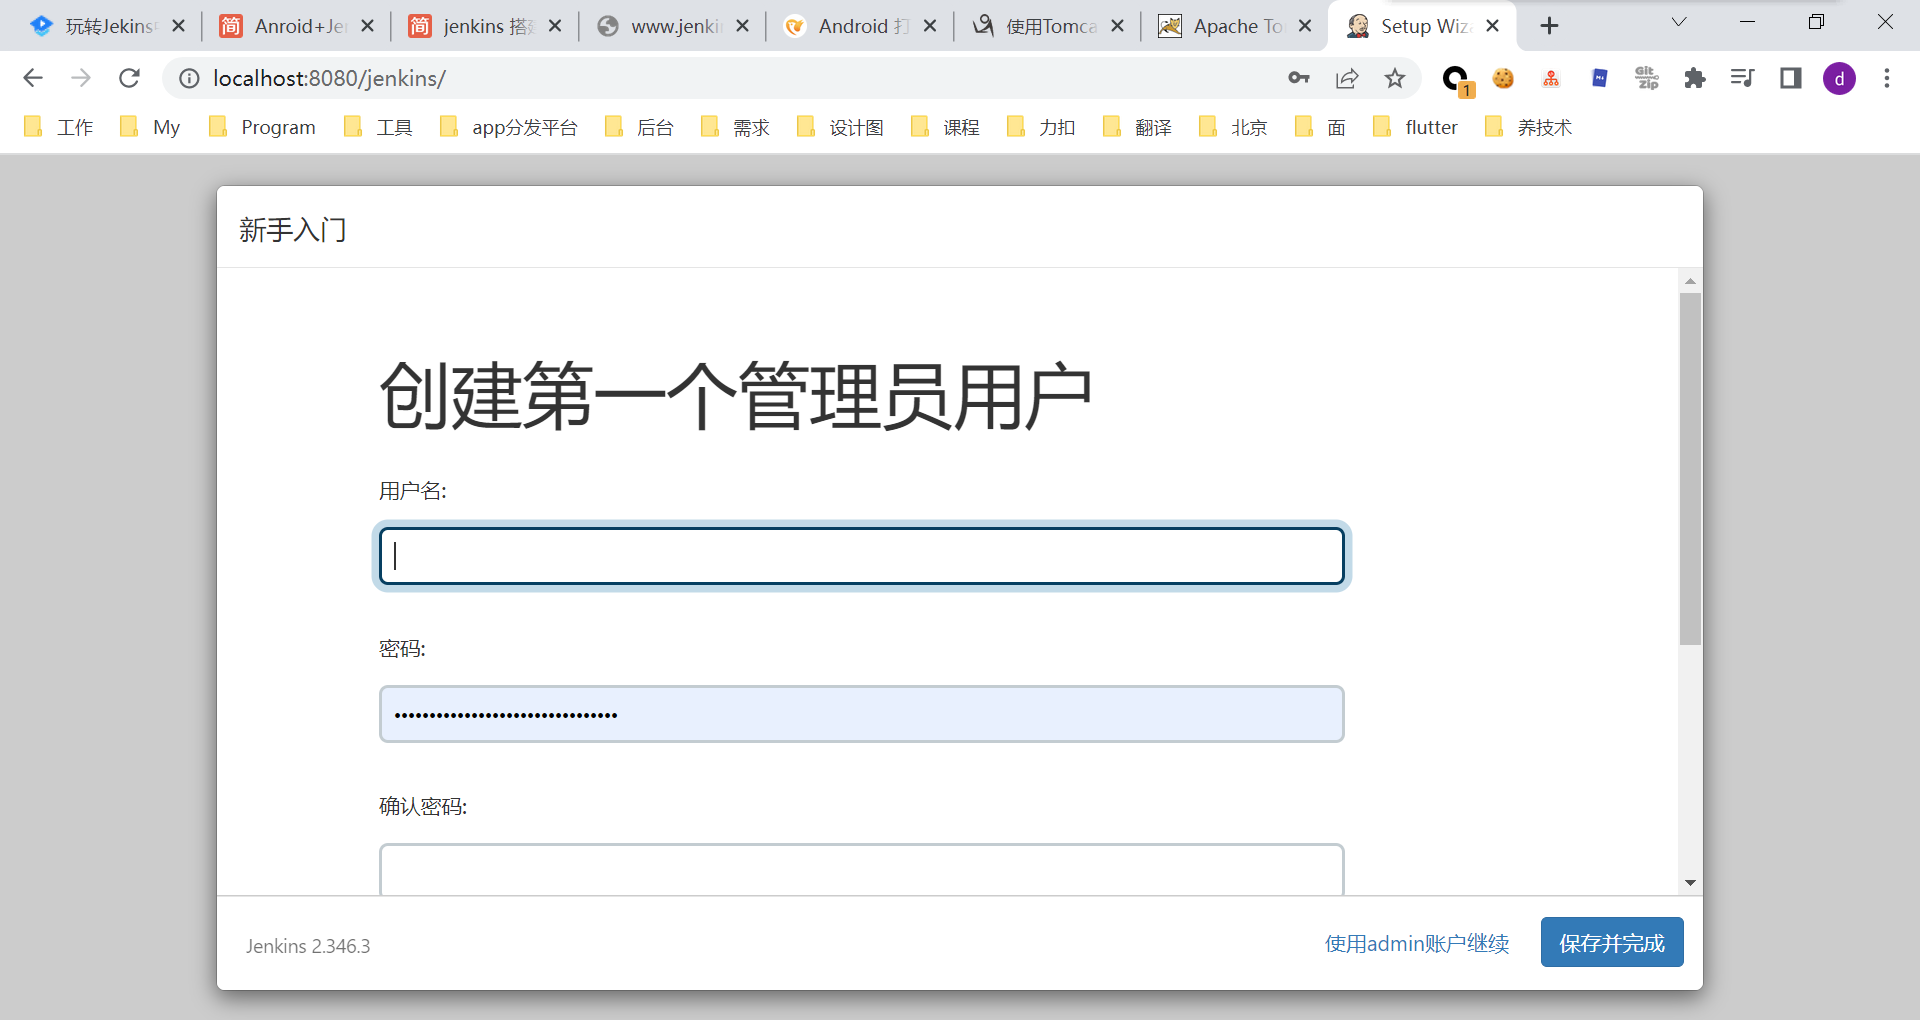 玩转Jekins
Anroid+Je
jenkins 搭
www.jenki
Android 打
使用Tomca
Apache To
Setup Wiz
localhost:8080/jenkins/
1
Git
zip
d
工作
My
Program
工具
app分发平台
后台
需求
设计图
课程
力扣
翻译
北京
面
flutter
养技术
新手入门
创建第一个管理员用户
用户名:
密码:
确认密码:
Jenkins 2.346.3
使用admin账户继续
保存并完成